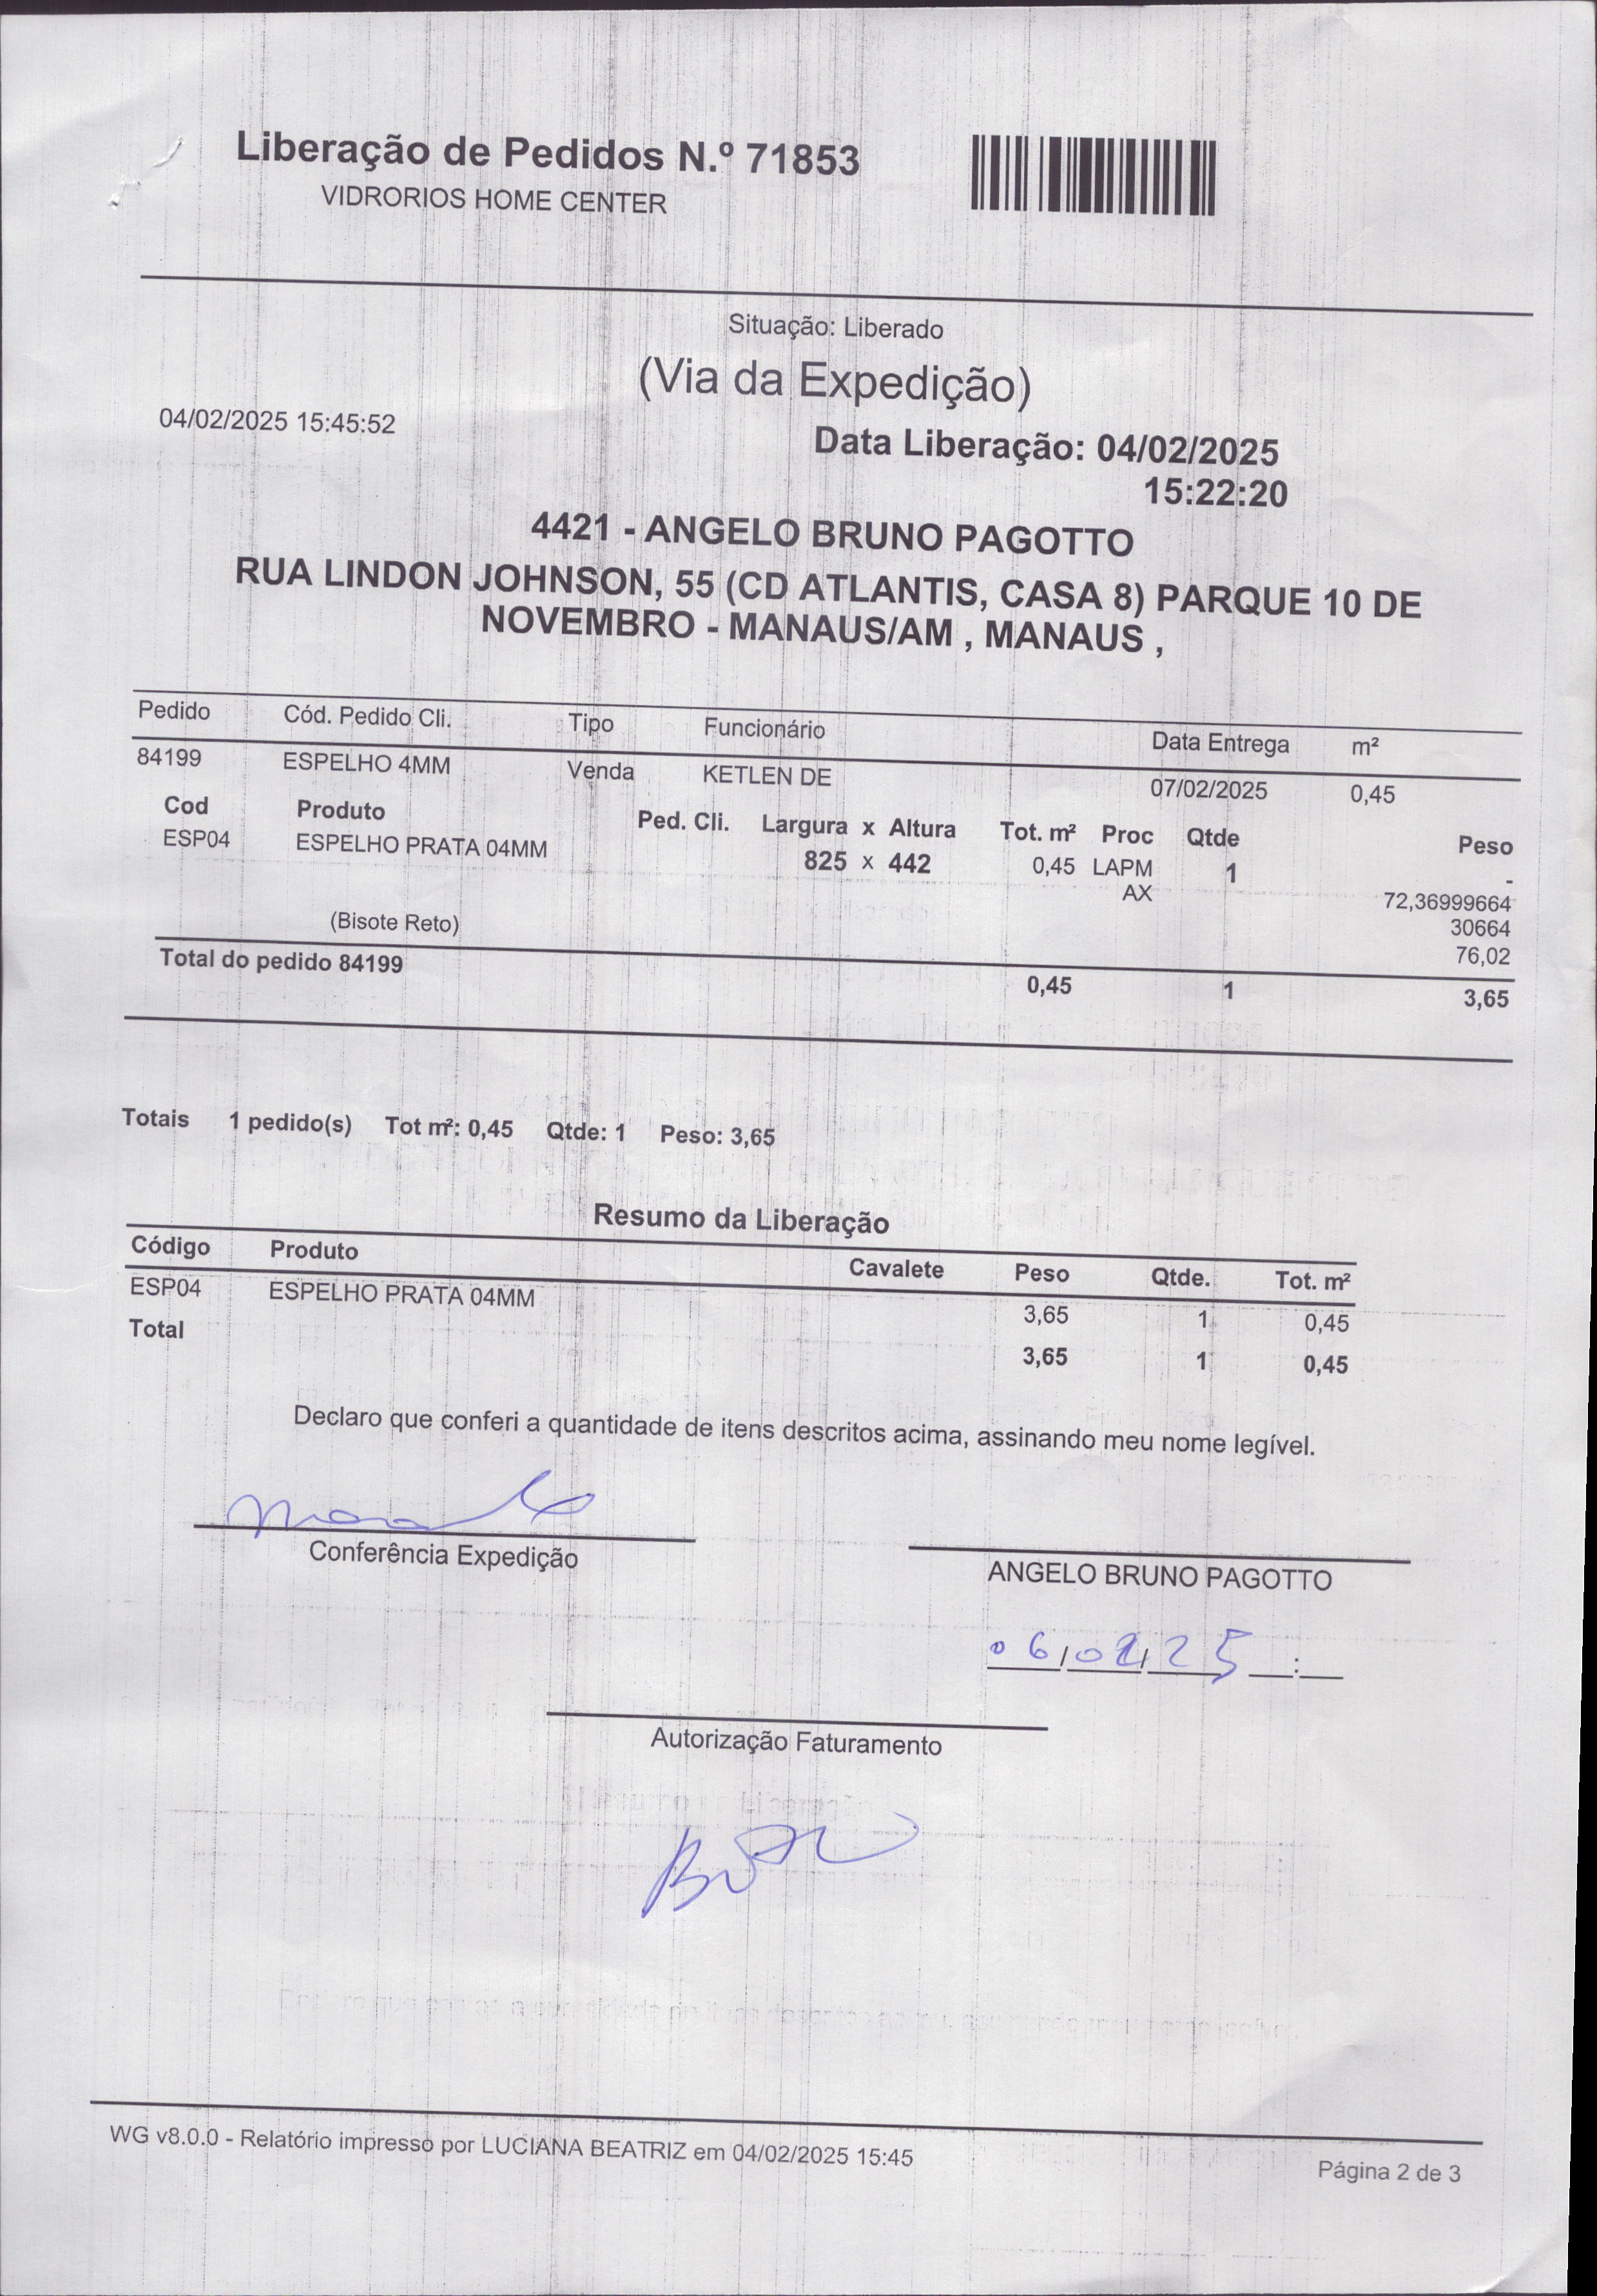 Liberação de Pedidos N.º 71853
VIDRORIOS HOME CENTER
Situação: Liberado
(Via da Expedição)
04/02/2025 15:45:52
Data Liberação: 04/02/2025
15:22:20
4421 - ANGELO BRUNO PAGOTTO
RUA LINDON JOHNSON, 55 (CD ATLANTIS, CASA 8) PARQUE 10 DE
NOVEMBRO - MANAUS/AM , MANAUS ,
Pedido Cód. Pedido Cli. Tipo Funcionário Data Entrega m²
84199 ESPELHO 4MM Venda KETLEN DE 07/02/2025 0,45
Cod Produto Ped. Cli. Largura x Altura Tot. m² Proc Qtde Peso
ESP04 ESPELHO PRATA 04MM 825 x 442 0,45 LAPM 1 -
AX 72,36999664
(Bisote Reto) 30664
76,02
Total do pedido 84199 0,45 1 3,65
Totais 1 pedido(s) Tot m²: 0,45 Qtde: 1 Peso: 3,65
Resumo da Liberação
Código Produto Cavalete Peso Qtde. Tot. m²
ESP04 ESPELHO PRATA 04MM 3,65 1 0,45
Total 3,65 1 0,45
Declaro que conferi a quantidade de itens descritos acima, assinando meu nome legível.
Conferência Expedição
ANGELO BRUNO PAGOTTO
06/02/25 __:__
Autorização Faturamento
WG v8.0.0 - Relatório impresso por LUCIANA BEATRIZ em 04/02/2025 15:45
Página 2 de 3